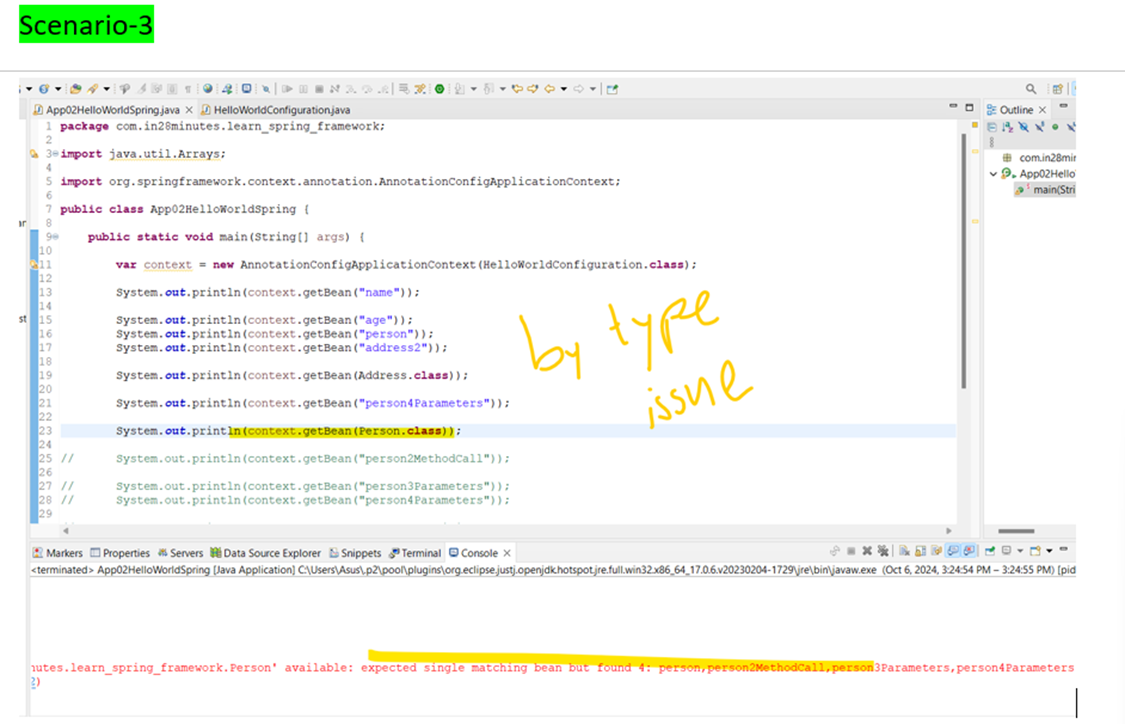 Scenario-3
App02HelloWorldSpring.java
HelloWorldConfiguration.java
Outline
1 package com.in28minutes.learn_spring_framework;
2
3 import java.util.Arrays;
4
5 import org.springframework.context.annotation.AnnotationConfigApplicationContext;
6
7 public class App02HelloWorldSpring {
8
9 public static void main(String[] args) {
10
11 var context = new AnnotationConfigApplicationContext(HelloWorldConfiguration.class);
12
13 System.out.println(context.getBean("name"));
14
15 System.out.println(context.getBean("age"));
16 System.out.println(context.getBean("person"));
17 System.out.println(context.getBean("address2"));
18
19 System.out.println(context.getBean(Address.class));
20
21 System.out.println(context.getBean("person4Parameters"));
22
23 System.out.println(context.getBean(Person.class));
24
25 // System.out.println(context.getBean("person2MethodCall"));
26
27 // System.out.println(context.getBean("person3Parameters"));
28 // System.out.println(context.getBean("person4Parameters"));
29
by type
issue
com.in28mir
App02Hello
main(Stri
ar
st
Markers Properties Servers Data Source Explorer Snippets Terminal Console
<terminated> App02HelloWorldSpring [Java Application] C:\Users\Asus\.p2\pool\plugins\org.eclipse.justj.openjdk.hotspot.jre.full.win32.x86_64_17.0.6.v20230204-1729\jre\bin\javaw.exe (Oct 6, 2024, 3:24:54 PM – 3:24:55 PM) [pid
nutes.learn_spring_framework.Person' available: expected single matching bean but found 4: person,person2MethodCall,person3Parameters,person4Parameters
2)